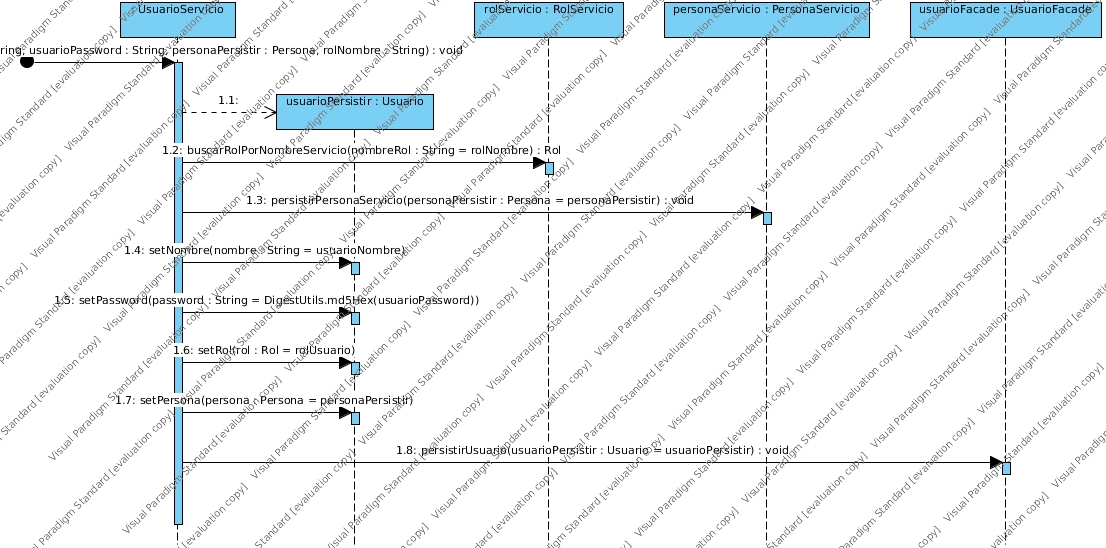 UsuarioServicio
rolServicio : RolServicio
personaServicio : PersonaServicio
usuarioFacade : UsuarioFacade
ring, usuarioPassword : String, personaPersistir : Persona, rolNombre : String) : void
1.1:
usuarioPersistir : Usuario
1.2: buscarRolPorNombreServicio(nombreRol : String = rolNombre) : Rol
1.3: persistirPersonaServicio(personaPersistir : Persona = personaPersistir) : void
1.4: setNombre(nombre : String = usuarioNombre)
1.5: setPassword(password : String = DigestUtils.md5Hex(usuarioPassword))
1.6: setRol(rol : Rol = rolUsuario)
1.7: setPersona(persona : Persona = personaPersistir)
1.8: persistirUsuario(usuarioPersistir : Usuario = usuarioPersistir) : void
Visual Paradigm Standard [evaluation copy]